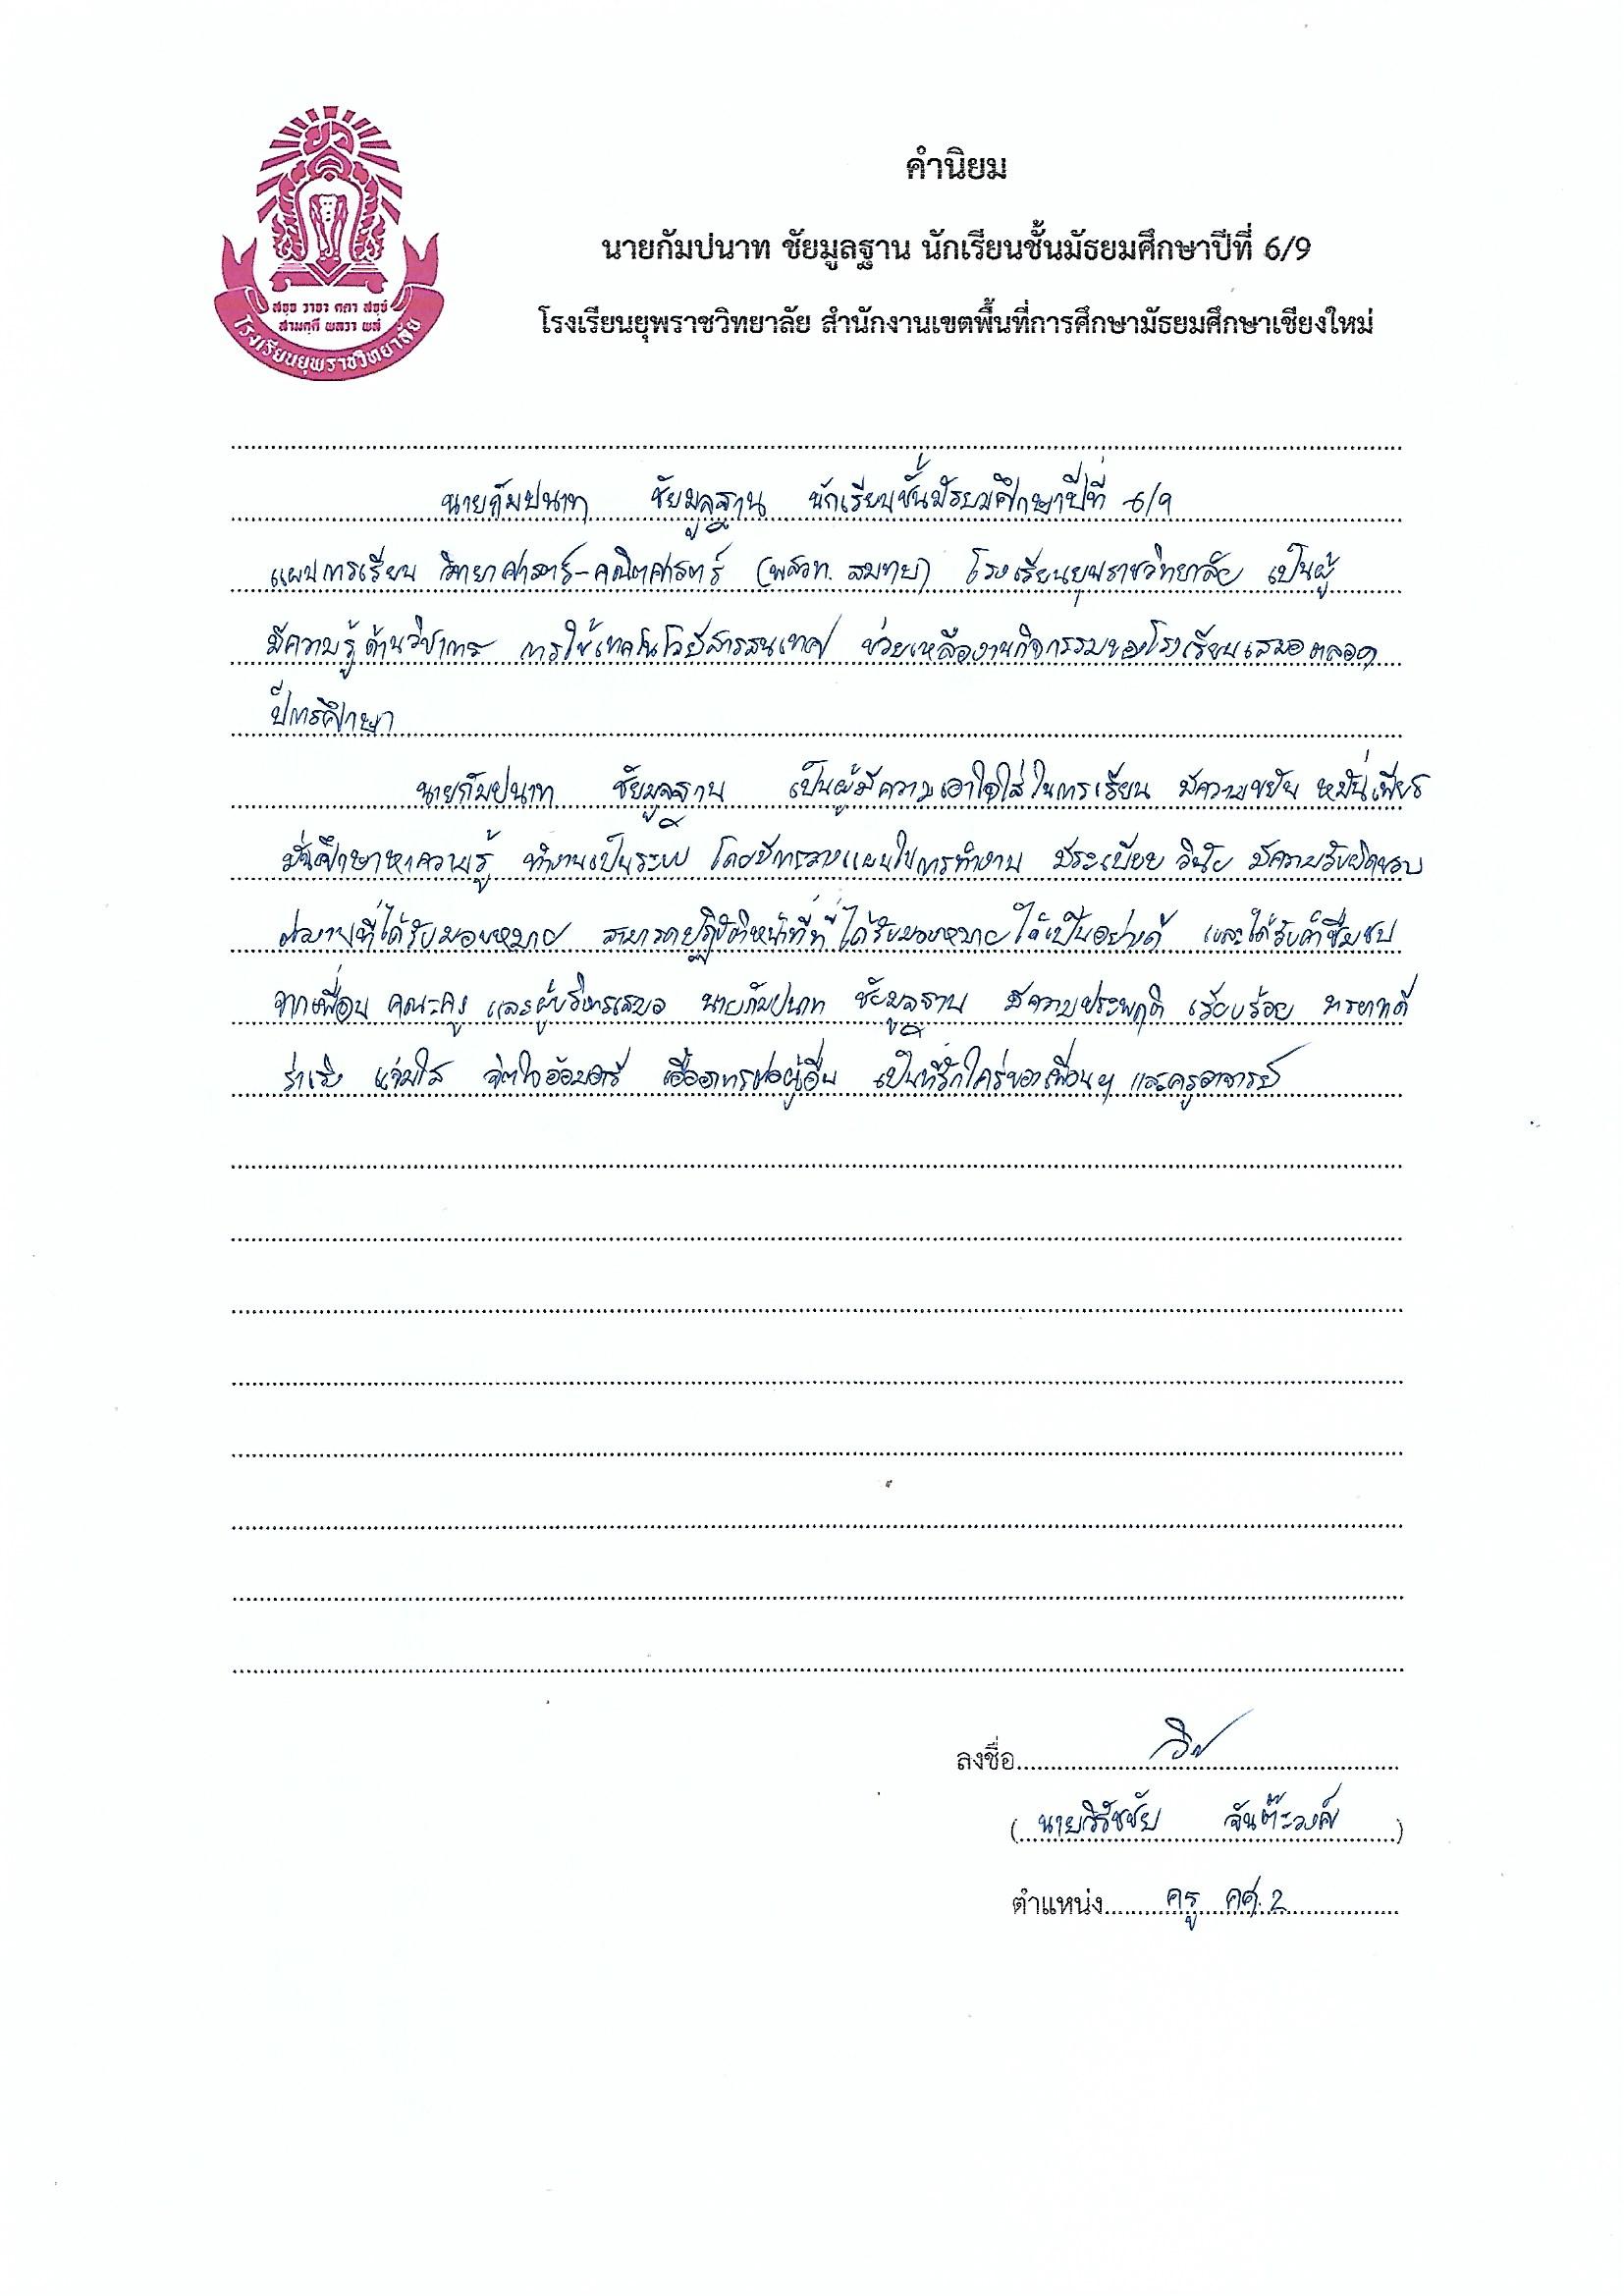 สจฺจํ วาจา คตา สจฺจํ
สามคฺคี พลวา พลํ
โรงเรียนยุพราชวิทยาลัย
คำนิยม
นายกัมปนาท ชัยมูลฐาน นักเรียนชั้นมัธยมศึกษาปีที่ 6/9
โรงเรียนยุพราชวิทยาลัย สำนักงานเขตพื้นที่การศึกษามัธยมศึกษาเชียงใหม่
นายกัมปนาท ชัยมูลฐาน นักเรียนชั้นมัธยมศึกษาปีที่ 6/9
แผนการเรียน วิทยาศาสตร์-คณิตศาสตร์ (พสวท. สมทบ) โรงเรียนยุพราชวิทยาลัย เป็นผู้
มีความรู้ด้านวิชาการ การใช้เทคโนโลยีสารสนเทศ ช่วยเหลืองานกิจกรรมของโรงเรียนเสมอตลอด
ปีการศึกษา
นายกัมปนาท ชัยมูลฐาน เป็นผู้มีความเอาใจใส่ในการเรียน มีความขยัน หมั่นเพียร
มั่นศึกษาหาความรู้ ทำงานเป็นระบบ โดยมีการวางแผนในการทำงาน มีระเบียบ วินัย มีความรับผิดชอบ
ต่องานที่ได้รับมอบหมาย สามารถปฏิบัติหน้าที่ที่ได้รับมอบหมายได้เป็นอย่างดี และได้รับคำชื่นชม
จากเพื่อน คณะครู และผู้บริหารเสมอ นายกัมปนาท ชัยมูลฐาน มีความประพฤติ เรียบร้อย มารยาทดี
ร่าเริง แจ่มใส จิตใจอ้อมอารี เอื้ออาทรต่อผู้อื่น เป็นที่รักใคร่ของเพื่อนๆ และครูอาจารย์
ลงชื่อ
(นายวิรัชชัย จันต๊ะวงค์)
ตำแหน่ง ครู คศ.2